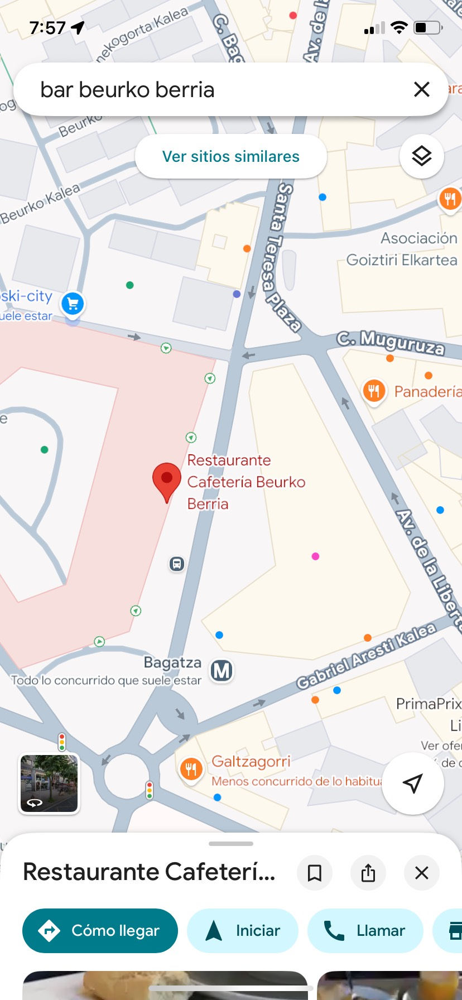 nekogorta Kalea
C. Bag
Av. de la
7:57
bar beurko berria
Beurko
Ver sitios similares
Beurko Kalea
Santa Teresa Plaza
Asociación
Goiztiri Elkartea
ski-city
uele estar
C. Muguruza
Panadería
e
Restaurante
Cafetería Beurko
Berria
Av. de la Liberta
Gabriel Aresti Kalea
Bagatza
M
Todo lo concurrido que suele estar
PrimaPrix
Li
Ver ofer
de c
Galtzagorri
Menos concurrido de lo habitua
Restaurante Cafeterí...
Cómo llegar
Iniciar
Llamar